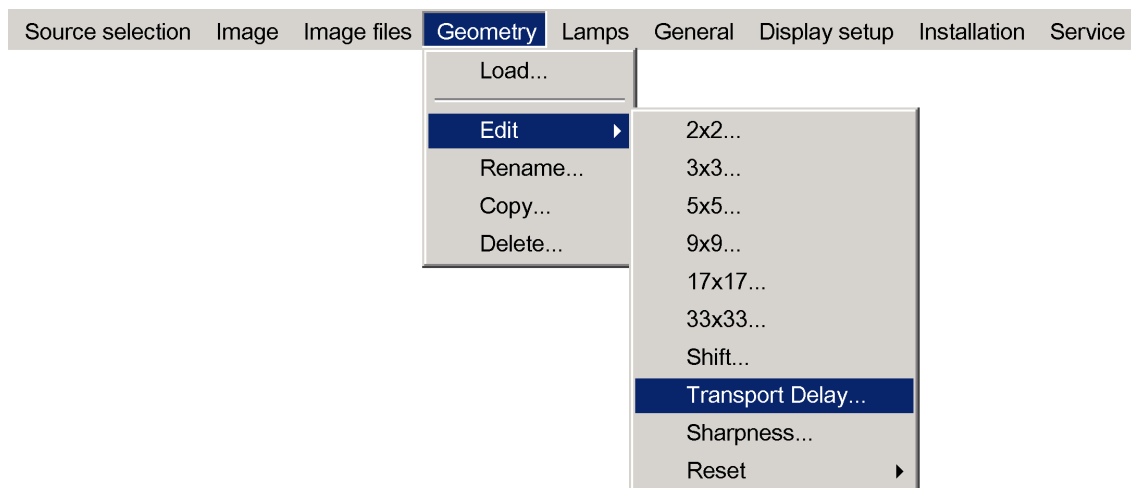 Source selection Image Image files Geometry Lamps General Display setup Installation Service
Load...
Edit
Rename...
Copy...
Delete...
2x2...
3x3...
5x5...
9x9...
17x17...
33x33...
Shift...
Transport Delay...
Sharpness...
Reset